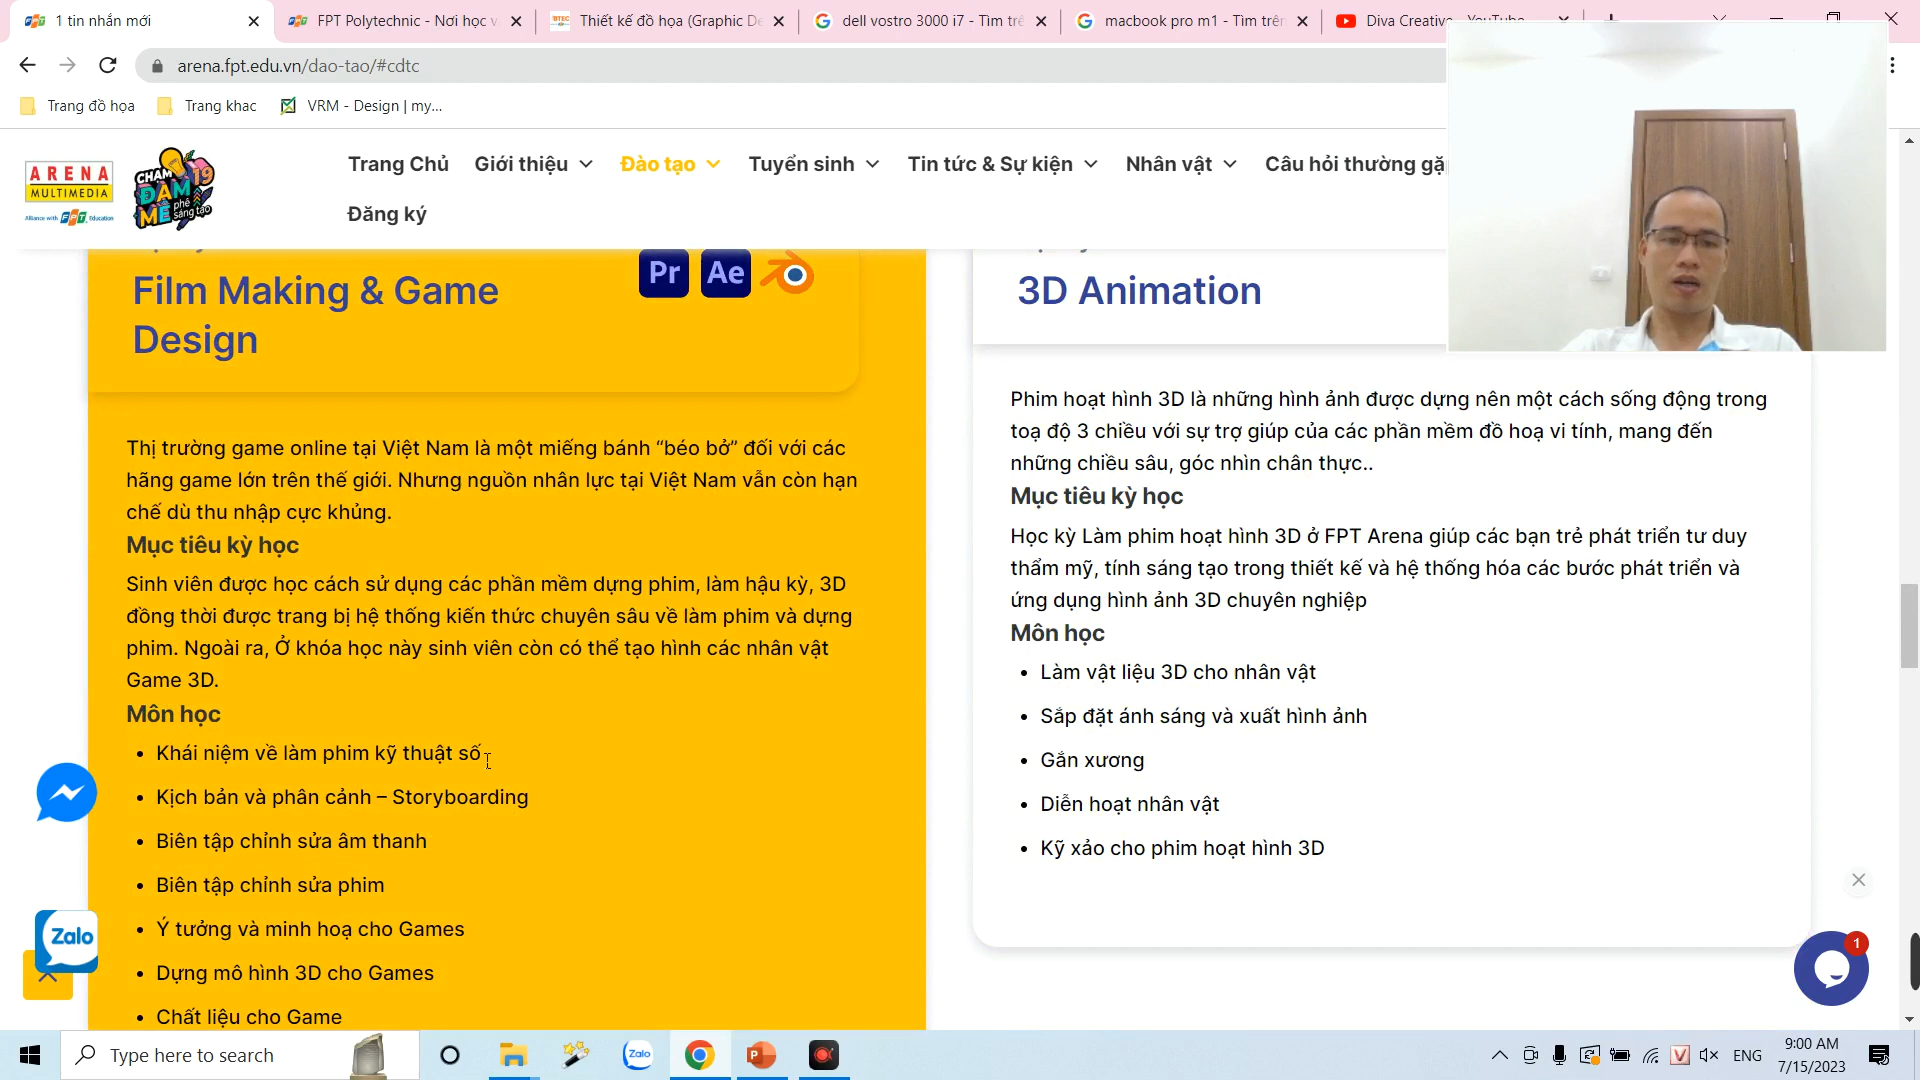 1 tin nhắn mới
FPT Polytechnic - Nơi học v
Thiết kế đồ họa (Graphic De
dell vostro 3000 i7 - Tìm trê
macbook pro m1 - Tìm trên
Diva Creative - YouTube
arena.fpt.edu.vn/dao-tao/#cdtc
Trang đồ họa
Trang khac
VRM - Design | my...
ARENA
MULTIMEDIA
Alliance with FPT Education
CHẠM 19
ĐAM
MÊ phê
sáng tạo
Trang Chủ
Giới thiệu
Đào tạo
Tuyển sinh
Tin tức & Sự kiện
Nhân vật
Câu hỏi thường gặ
Đăng ký
Film Making & Game
Design
Pr
Ae
Thị trường game online tại Việt Nam là một miếng bánh “béo bở” đối với các
hãng game lớn trên thế giới. Nhưng nguồn nhân lực tại Việt Nam vẫn còn hạn
chế dù thu nhập cực khủng.
Mục tiêu kỳ học
Sinh viên được học cách sử dụng các phần mềm dựng phim, làm hậu kỳ, 3D
đồng thời được trang bị hệ thống kiến thức chuyên sâu về làm phim và dựng
phim. Ngoài ra, Ở khóa học này sinh viên còn có thể tạo hình các nhân vật
Game 3D.
Môn học
• Khái niệm về làm phim kỹ thuật số
• Kịch bản và phân cảnh – Storyboarding
• Biên tập chỉnh sửa âm thanh
• Biên tập chỉnh sửa phim
• Ý tưởng và minh hoạ cho Games
• Dựng mô hình 3D cho Games
• Chất liệu cho Game
3D Animation
Phim hoạt hình 3D là những hình ảnh được dựng nên một cách sống động trong
toạ độ 3 chiều với sự trợ giúp của các phần mềm đồ hoạ vi tính, mang đến
những chiều sâu, góc nhìn chân thực..
Mục tiêu kỳ học
Học kỳ Làm phim hoạt hình 3D ở FPT Arena giúp các bạn trẻ phát triển tư duy
thẩm mỹ, tính sáng tạo trong thiết kế và hệ thống hóa các bước phát triển và
ứng dụng hình ảnh 3D chuyên nghiệp
Môn học
• Làm vật liệu 3D cho nhân vật
• Sắp đặt ánh sáng và xuất hình ảnh
• Gắn xương
• Diễn hoạt nhân vật
• Kỹ xảo cho phim hoạt hình 3D
Zalo
1
Type here to search
Zalo
ENG
9:00 AM
7/15/2023